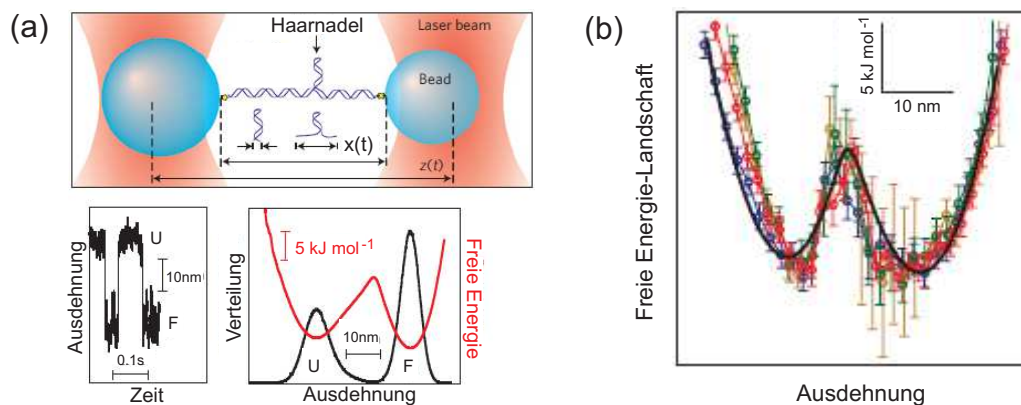 (a)
Haarnadel
Laser beam
Bead
x(t)
z(t)
Ausdehnung
U
10nm
F
0.1s
Zeit
Verteilung
5 kJ mol⁻¹
10nm
U
F
Freie Energie
Ausdehnung
(b)
Freie Energie-Landschaft
5 kJ mol⁻¹
10 nm
Ausdehnung